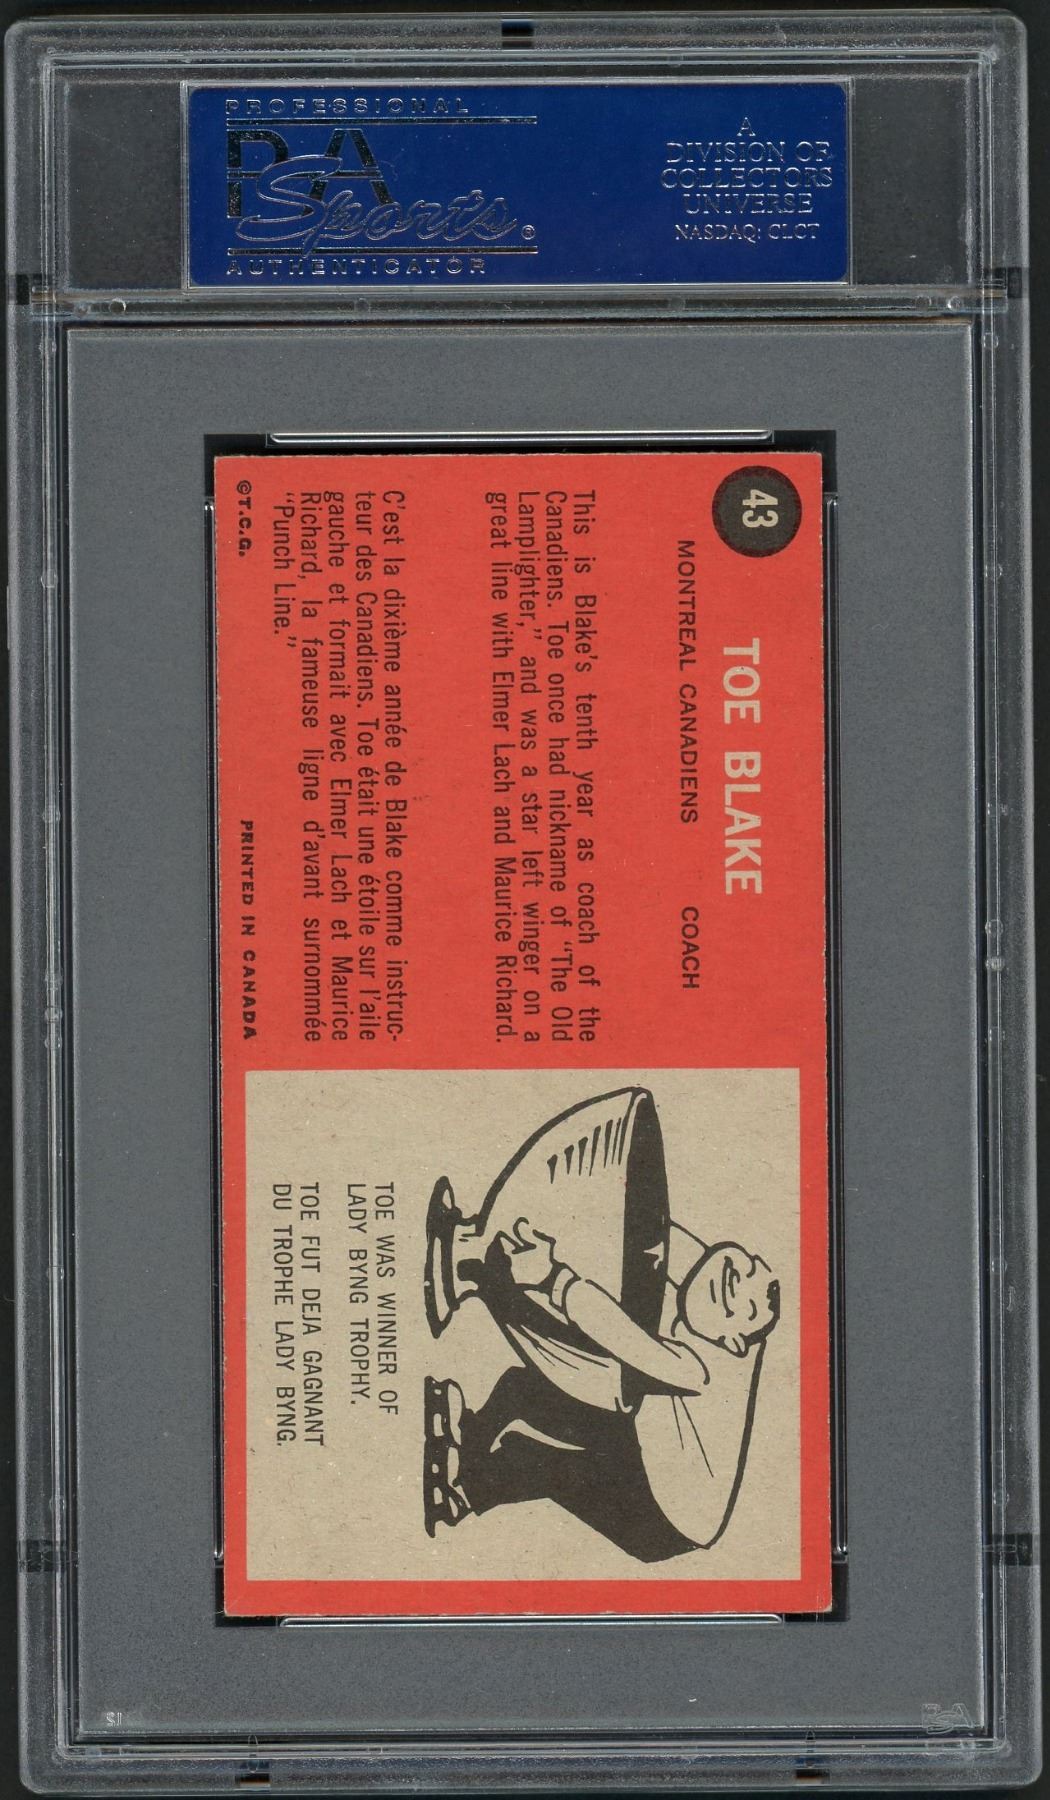 PROFESSIONAL
PSA
Sports®
AUTHENTICATOR
A
DIVISION OF
COLLECTORS
UNIVERSE
NASDAQ: CLCT
43
TOE BLAKE
MONTREAL CANADIENS COACH
This is Blake's tenth year as coach of the
Canadiens. Toe once had nickname of “The Old
Lamplighter,” and was a star left winger on a
great line with Elmer Lach and Maurice Richard.
C'est la dixième année de Blake comme instruc-
teur des Canadiens. Toe était une étoile sur l'aile
gauche et formait avec Elmer Lach et Maurice
Richard, la fameuse ligne d'avant surnommée
“Punch Line.”
©T.C.G. PRINTED IN CANADA
TOE WAS WINNER OF
LADY BYNG TROPHY.
TOE FUT DEJA GAGNANT
DU TROPHE LADY BYNG.
PSA